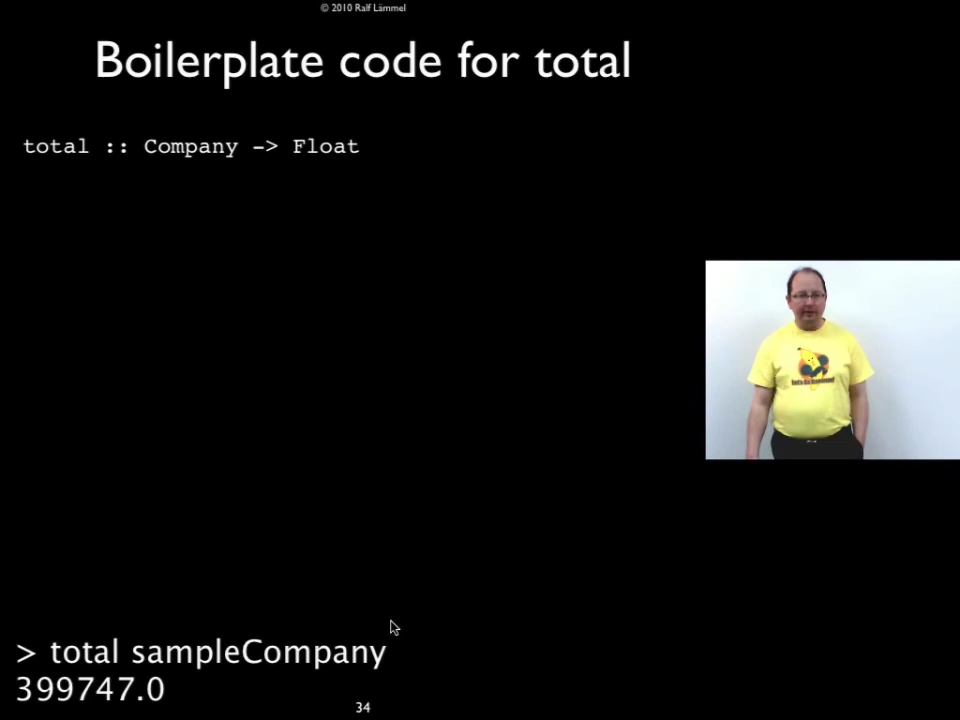 © 2010 Ralf Lämmel
Boilerplate code for total
total :: Company -> Float
> total sampleCompany
399747.0
34